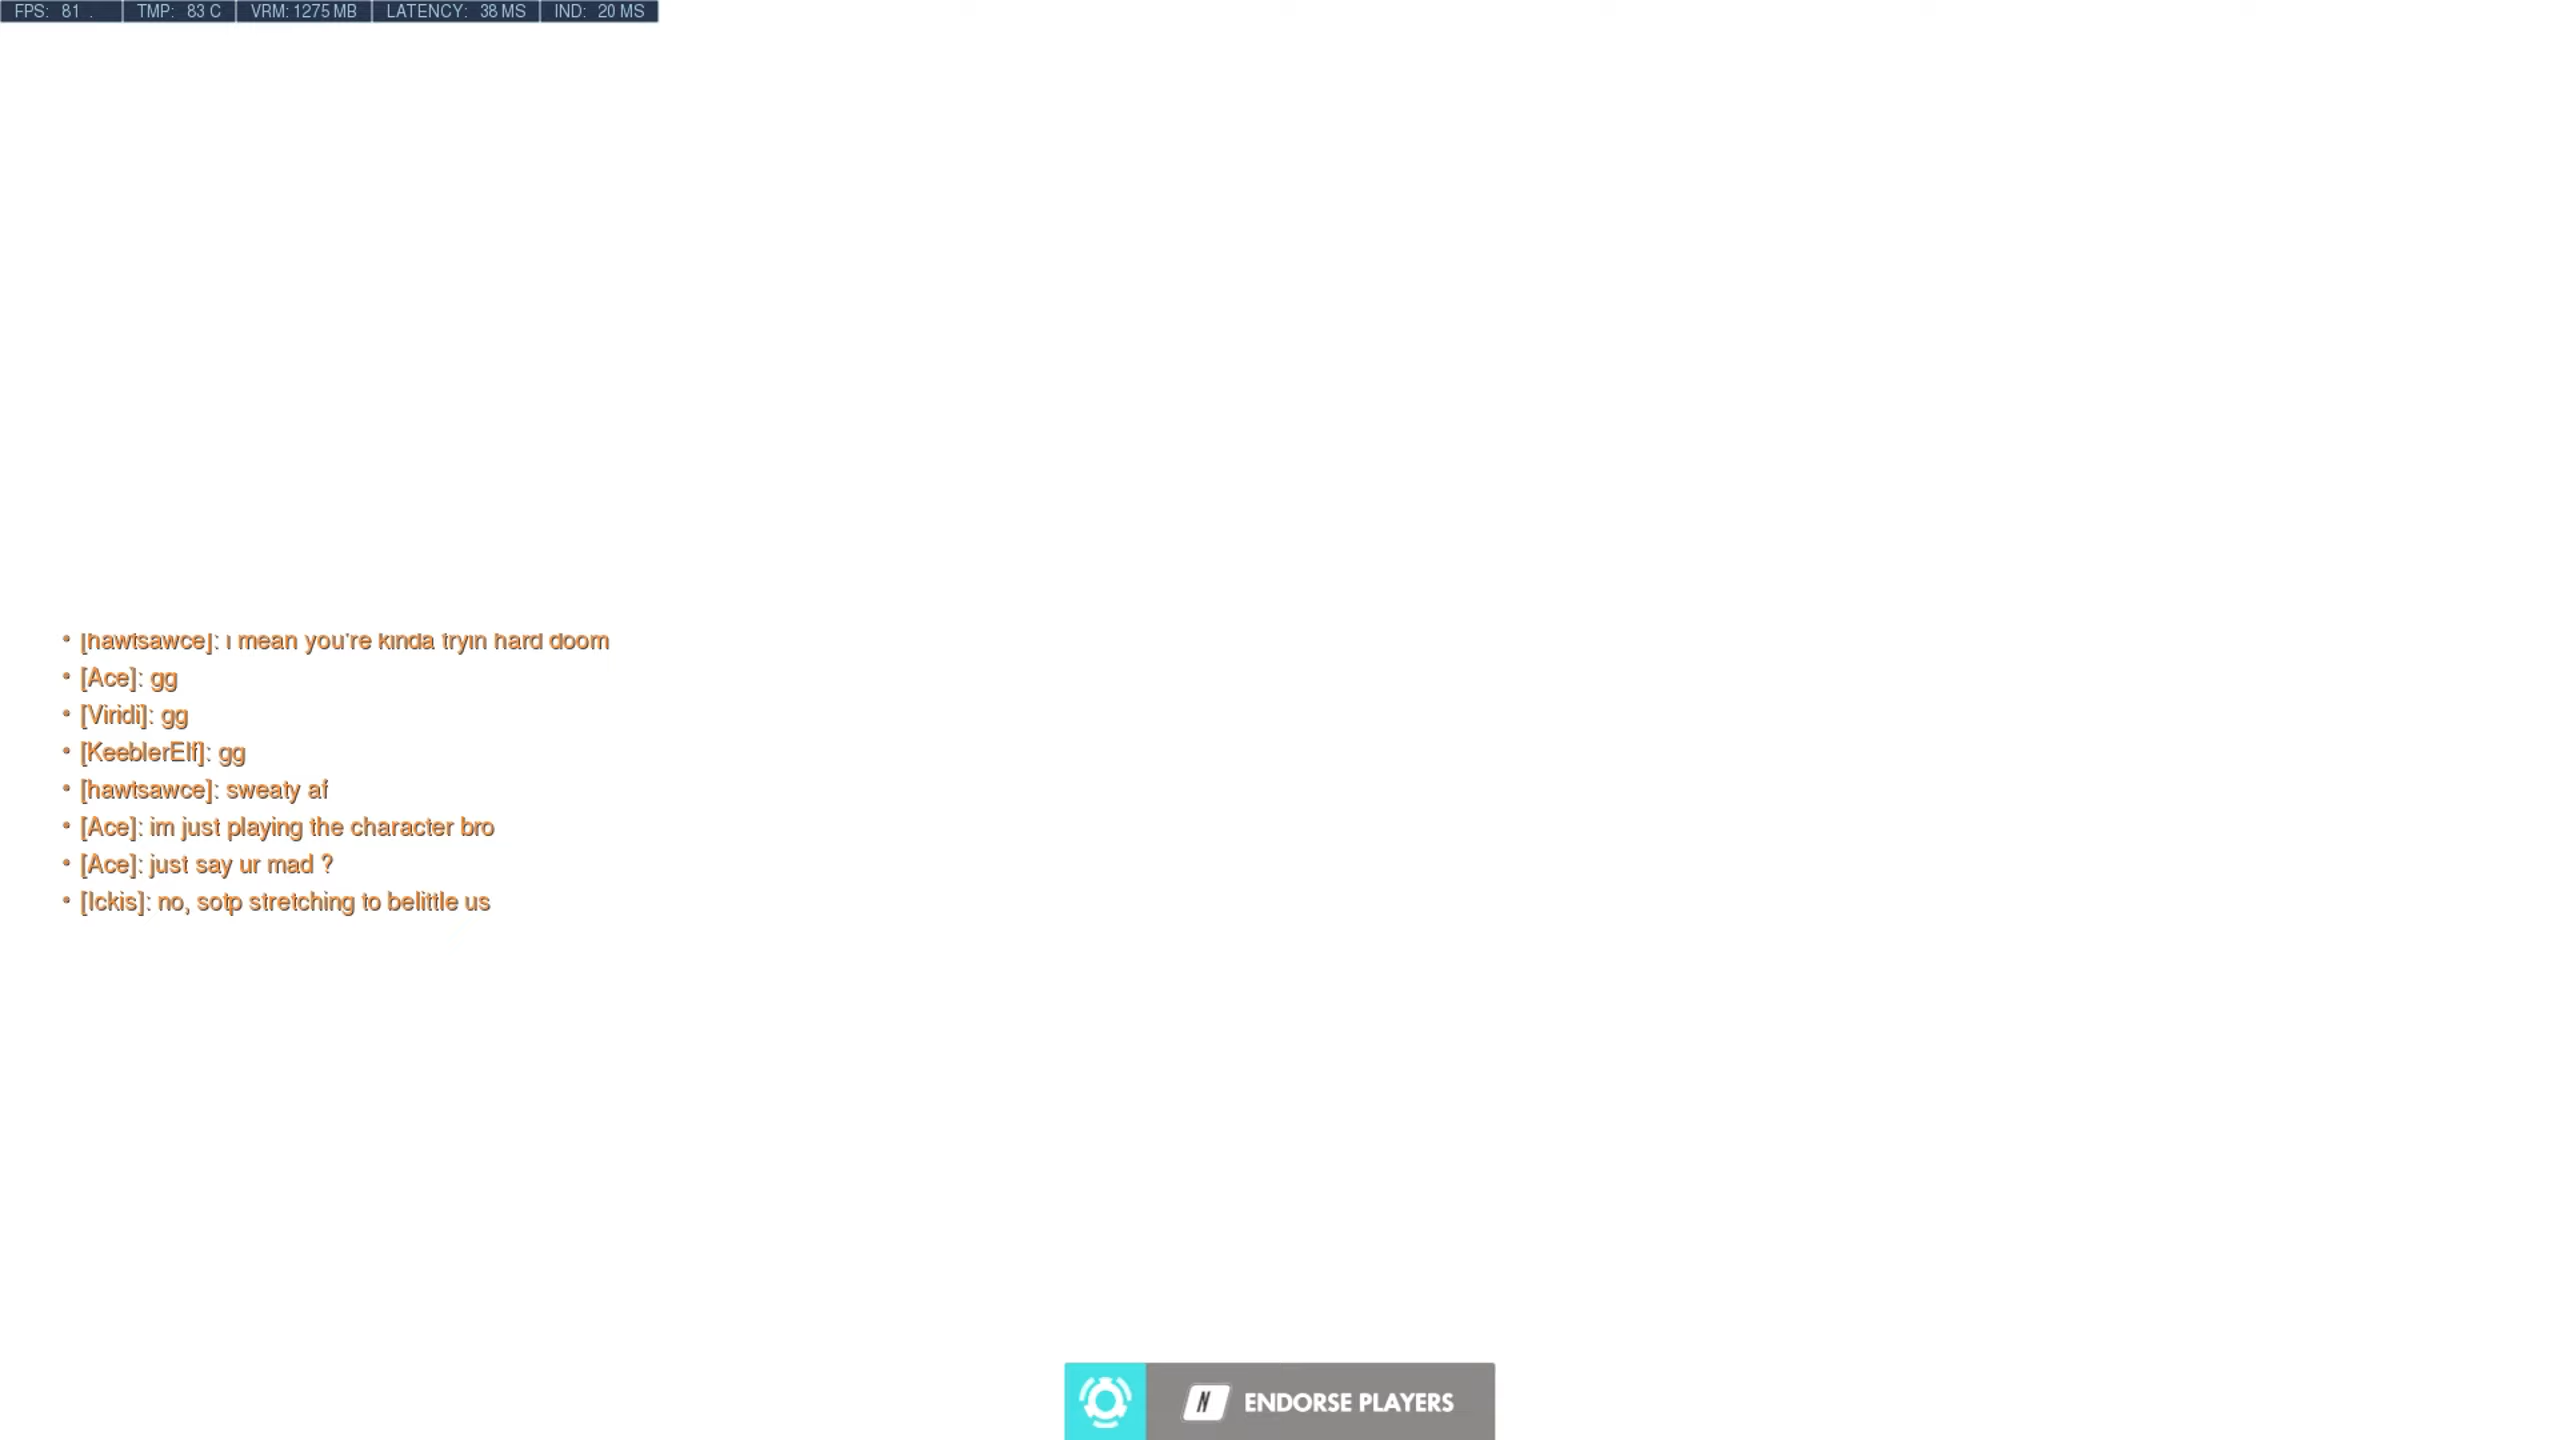 FPS: 81 . TMP: 83 C VRM: 1275 MB LATENCY: 38 MS IND: 20 MS
• [hawtsawce]: i mean you're kinda tryin hard doom
• [Ace]: gg
• [Viridi]: gg
• [KeeblerElf]: gg
• [hawtsawce]: sweaty af
• [Ace]: im just playing the character bro
• [Ace]: just say ur mad ?
• [Ickis]: no, sotp stretching to belittle us
N ENDORSE PLAYERS